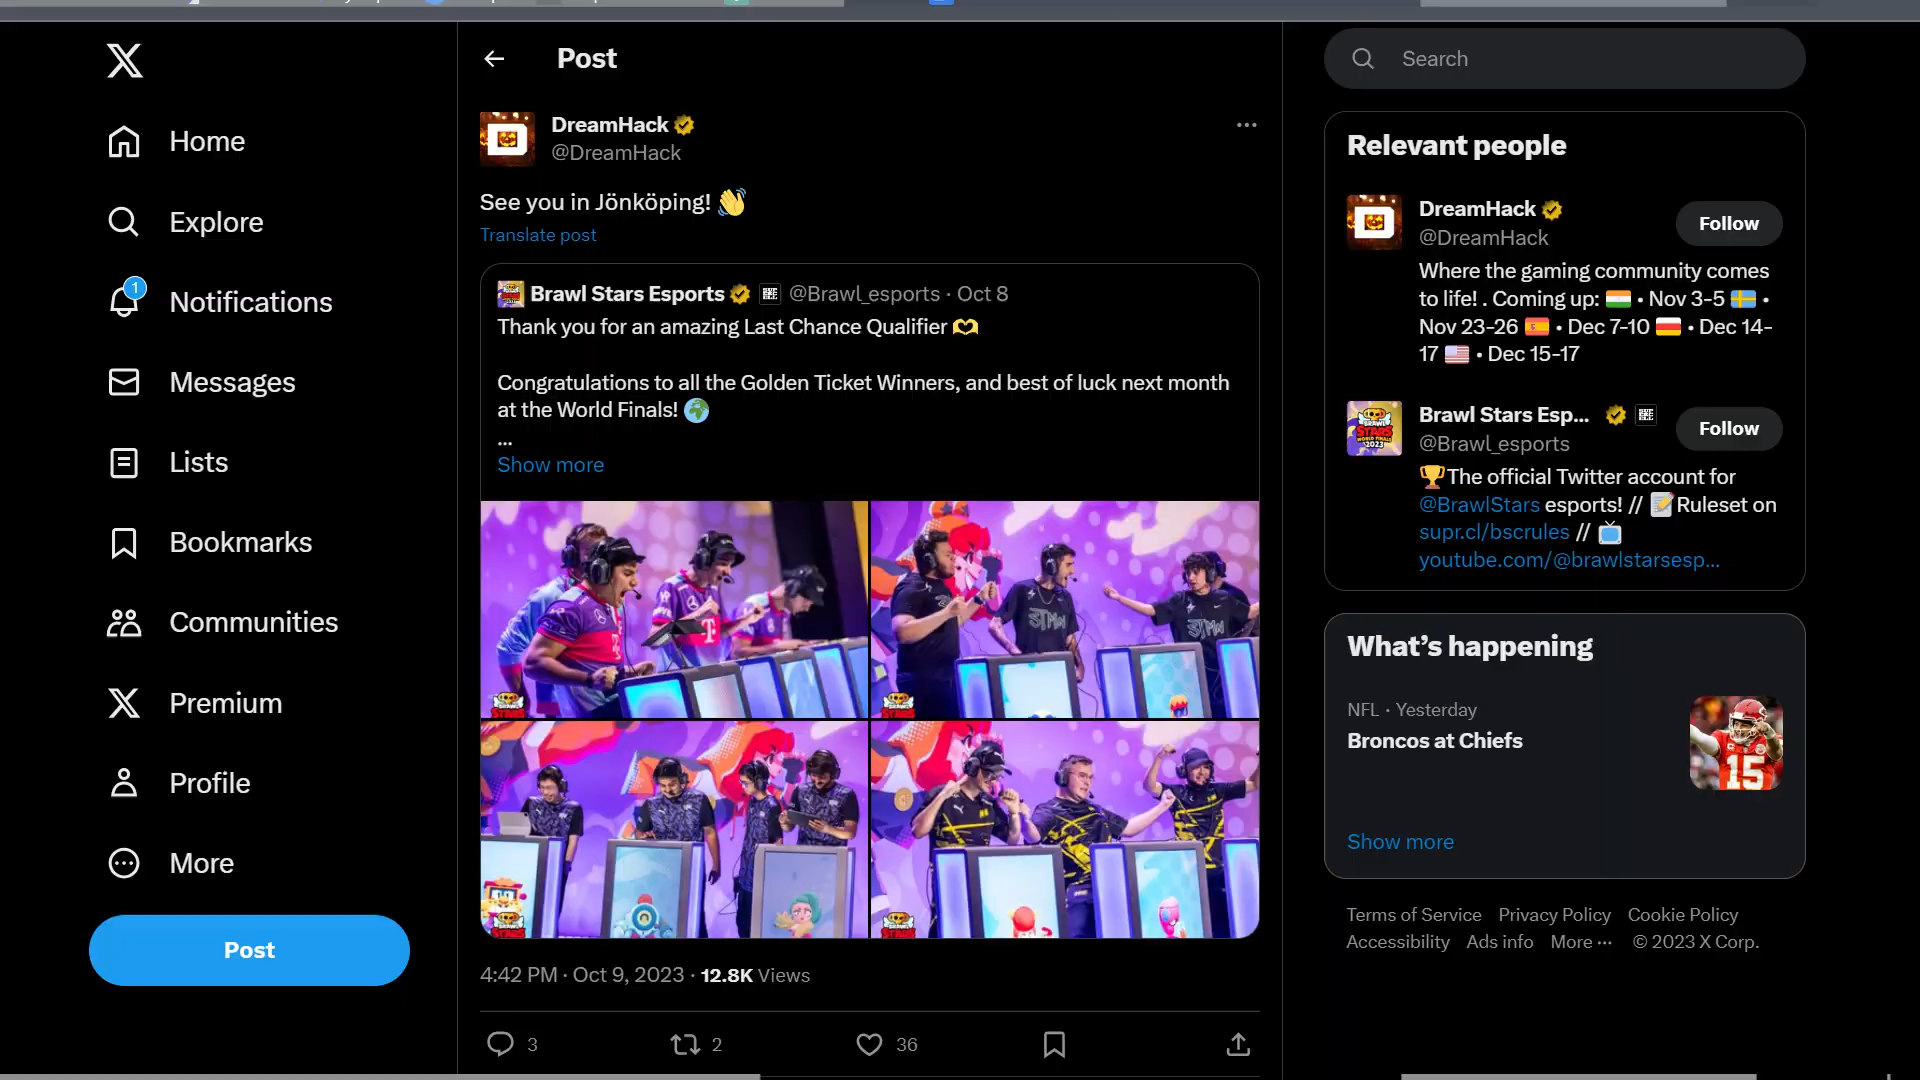 Home
Explore
1
Notifications
Messages
Lists
Bookmarks
Communities
Premium
Profile
More
Post
Post
DreamHack
@DreamHack
See you in Jönköping! 👋
Translate post
Brawl Stars Esports @Brawl_esports · Oct 8
Thank you for an amazing Last Chance Qualifier 🫶
Congratulations to all the Golden Ticket Winners, and best of luck next month
at the World Finals! 🌍
...
Show more
4:42 PM · Oct 9, 2023 · 12.8K Views
3
2
36
Search
Relevant people
DreamHack
@DreamHack
Follow
Where the gaming community comes
to life! . Coming up: 🇮🇳 • Nov 3-5 🇸🇪 •
Nov 23-26 🇪🇸 • Dec 7-10 🇩🇪 • Dec 14-
17 🇺🇸 • Dec 15-17
Brawl Stars Esp...
@Brawl_esports
Follow
🏆The official Twitter account for
@BrawlStars esports! // 📝Ruleset on
supr.cl/bscrules // 📺
youtube.com/@brawlstarsesp...
What's happening
NFL · Yesterday
Broncos at Chiefs
15
Show more
Terms of Service Privacy Policy Cookie Policy
Accessibility Ads info More ··· © 2023 X Corp.